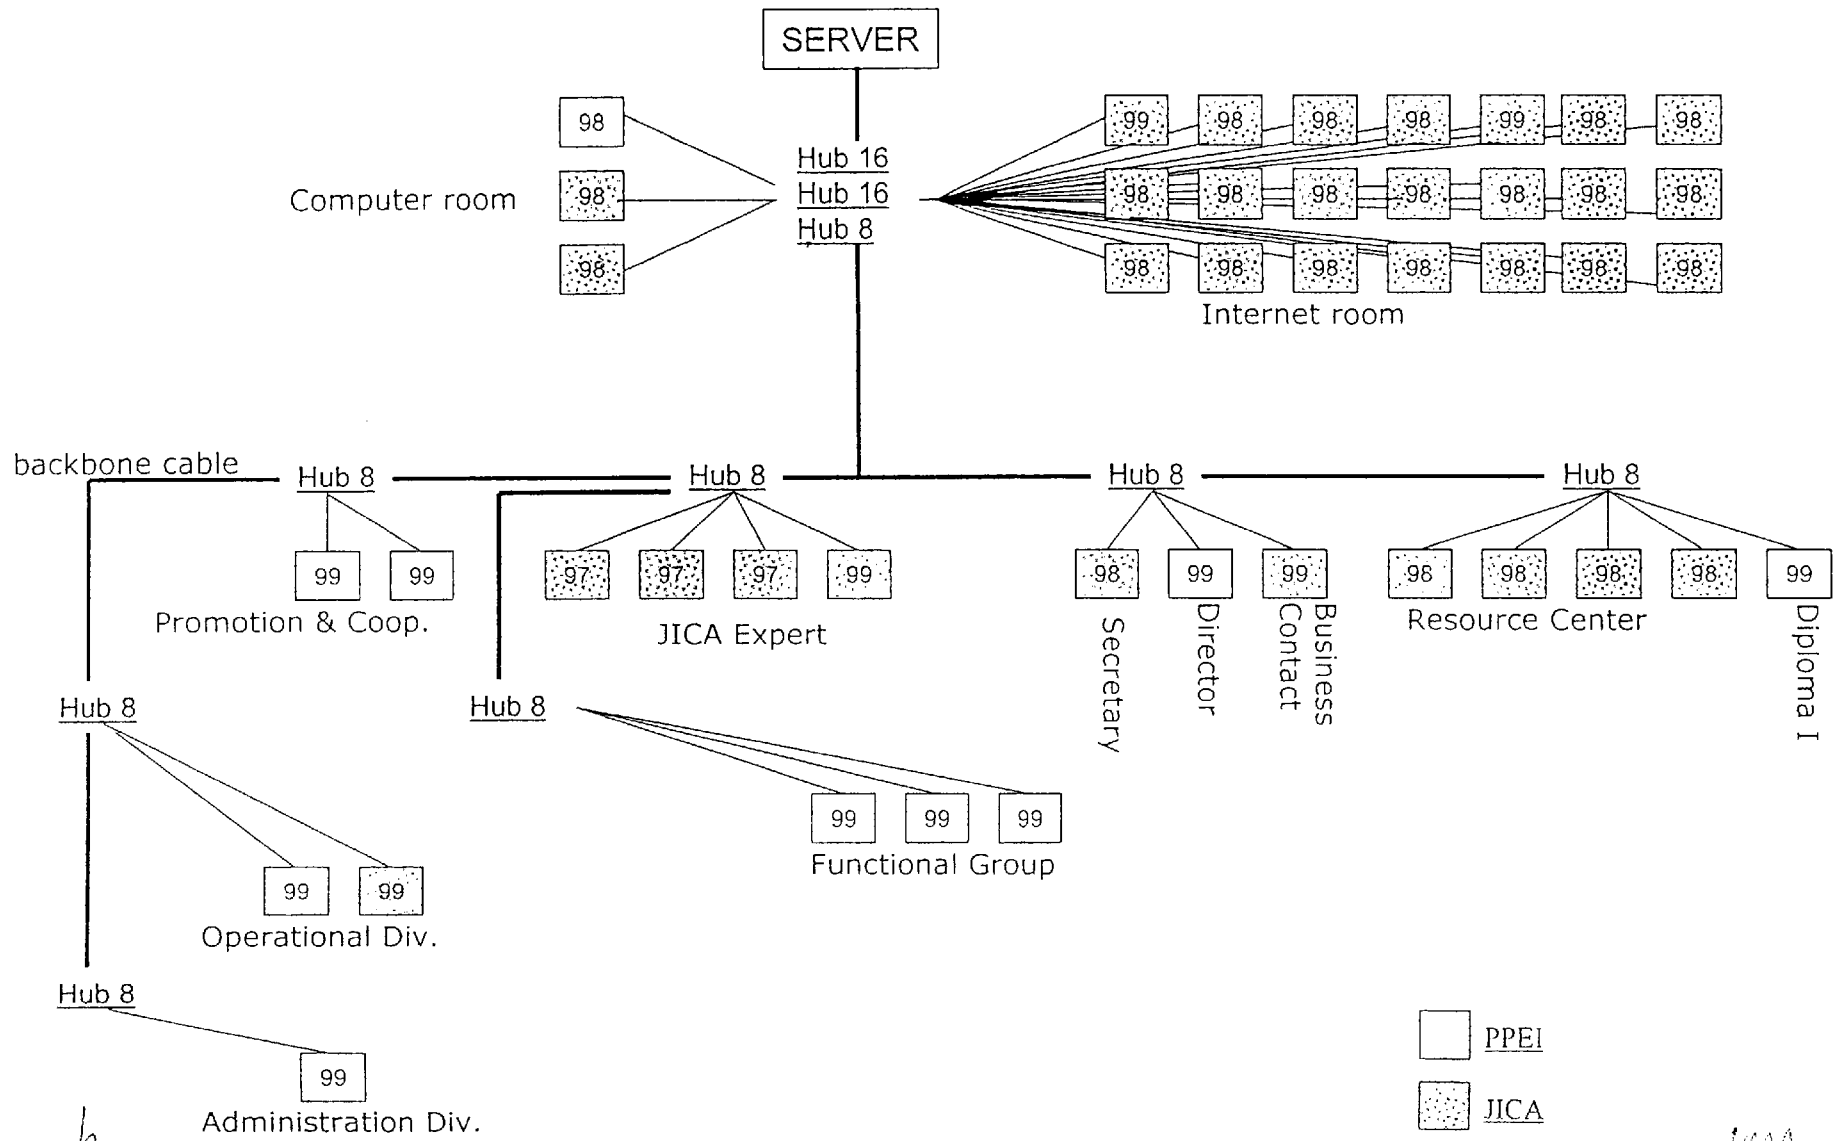 SERVER
98
99 98 98 98 99 98 98
Hub 16
Computer room
98
Hub 16
98 98 98 98 98 98 98
Hub 8
98
98 98 98 98 98 98 98
Internet room
backbone cable
Hub 8
Hub 8
Hub 8
Hub 8
99 99
97 97 97 99
98 99 99
98 98 98 98 99
Promotion & Coop.
JICA Expert
Secretary
Director
Business
Contact
Resource Center
Diploma I
Hub 8
Hub 8
99 99 99
Functional Group
99 99
Operational Div.
Hub 8
99
Administration Div.
PPEI
JICA